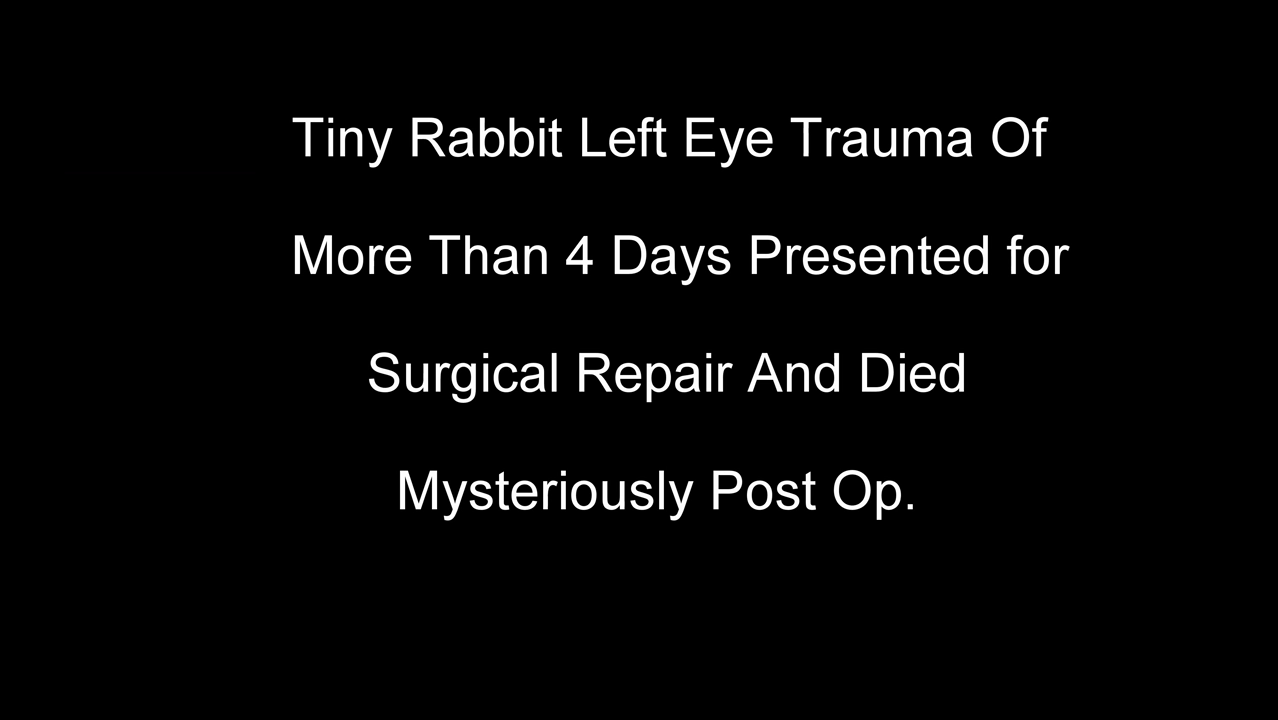 Tiny Rabbit Left Eye Trauma Of
More Than 4 Days Presented for
Surgical Repair And Died
Mysteriously Post Op.